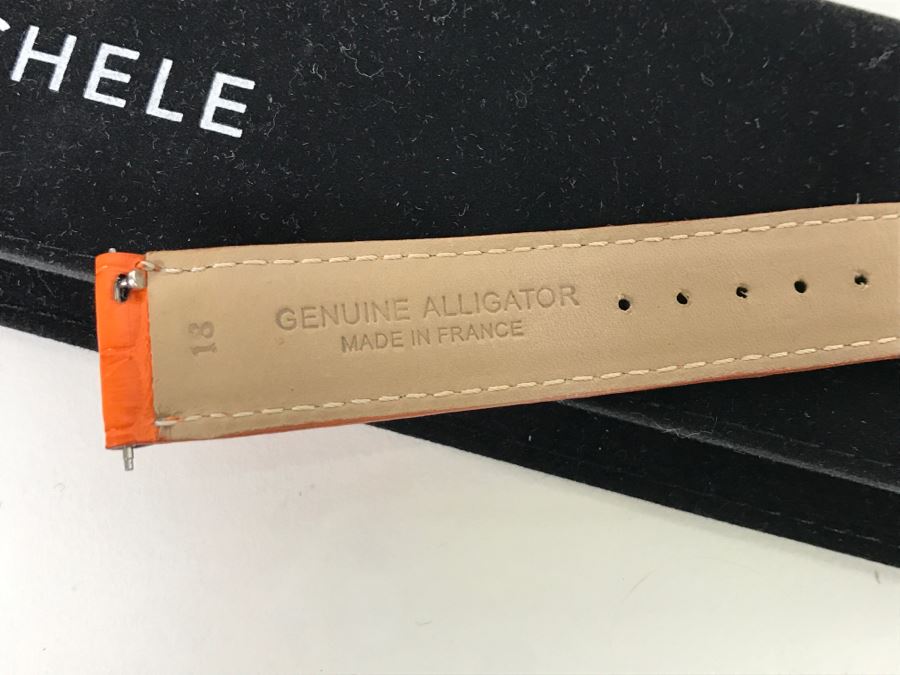 CHELE
18
GENUINE ALLIGATOR
MADE IN FRANCE